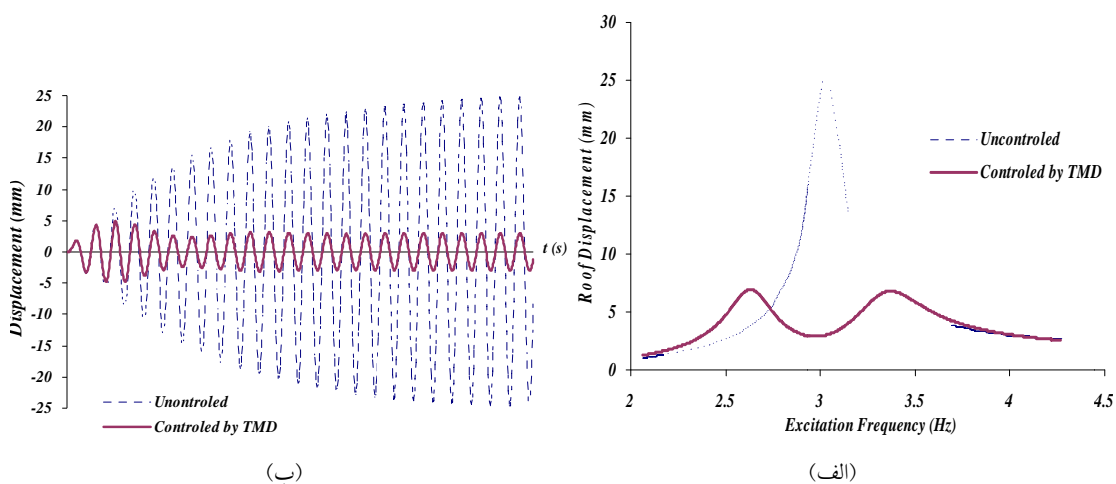 Displacement (mm)
25
20
15
10
5
0
-5
-10
-15
-20
-25
t (s)
Unontroled
Controled by TMD
(ب)
Roof Displacement (mm)
30
25
20
15
10
5
0
2
2.5
3
3.5
4
4.5
Excitation Frequency (Hz)
Uncontroled
Controled by TMD
(الف)